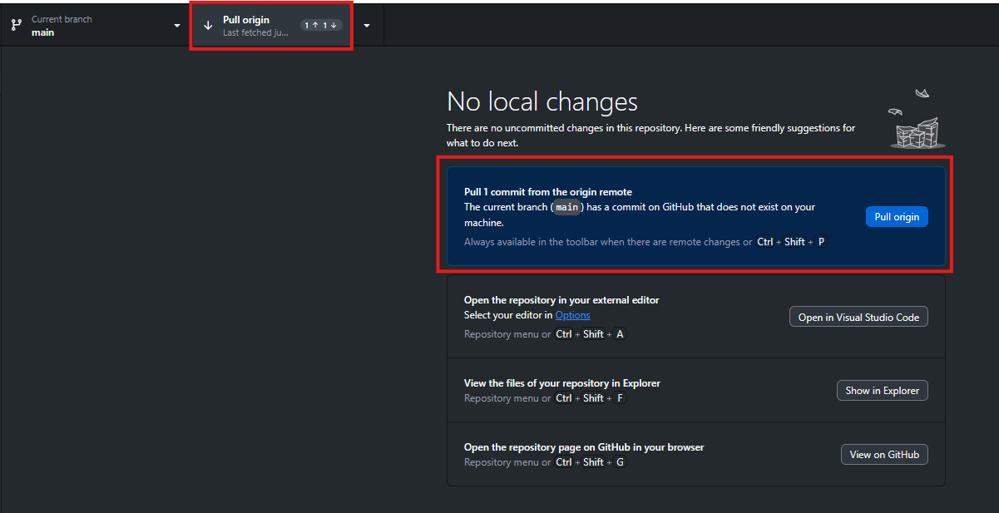 Current branch
main
Pull origin
Last fetched ju...
1↑ 1↓
No local changes
There are no uncommitted changes in this repository. Here are some friendly suggestions for
what to do next.
Pull 1 commit from the origin remote
The current branch (main) has a commit on GitHub that does not exist on your
machine.
Always available in the toolbar when there are remote changes or Ctrl + Shift + P
Pull origin
Open the repository in your external editor
Select your editor in Options
Repository menu or Ctrl + Shift + A
Open in Visual Studio Code
View the files of your repository in Explorer
Repository menu or Ctrl + Shift + F
Show in Explorer
Open the repository page on GitHub in your browser
Repository menu or Ctrl + Shift + G
View on GitHub